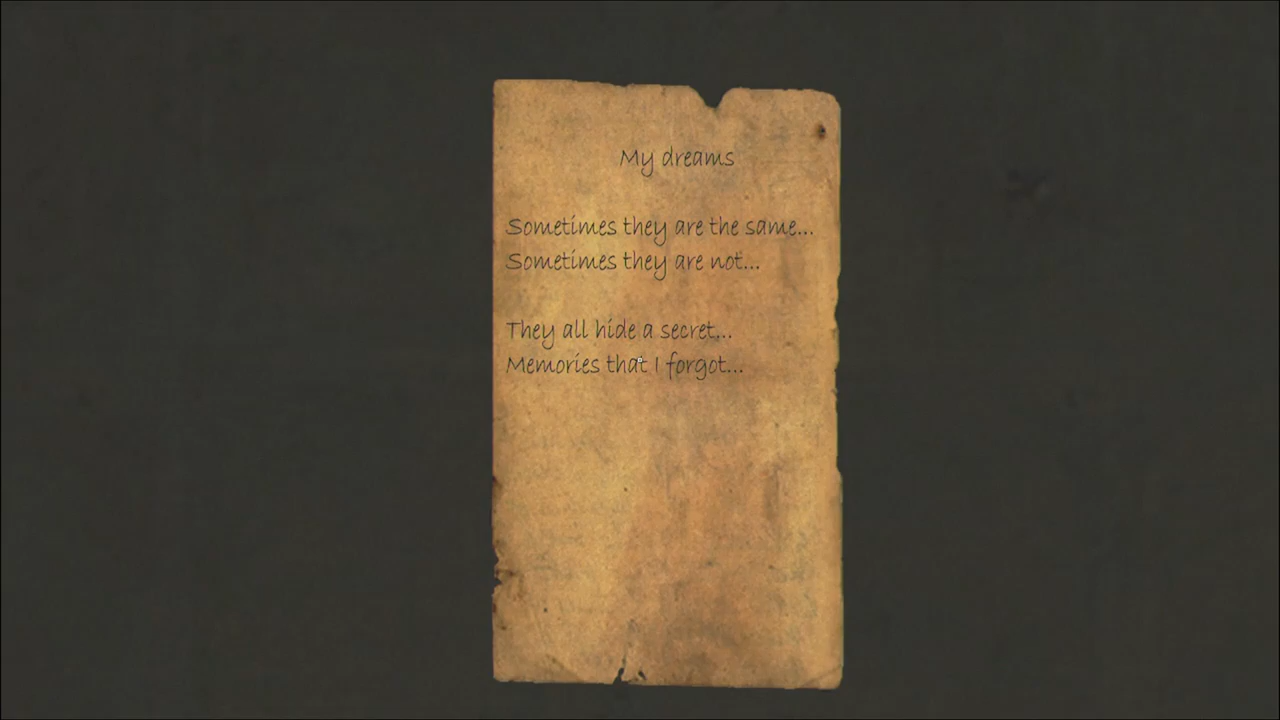 My dreams
Sometimes they are the same...
Sometimes they are not...
They all hide a secret...
Memories that I forgot...